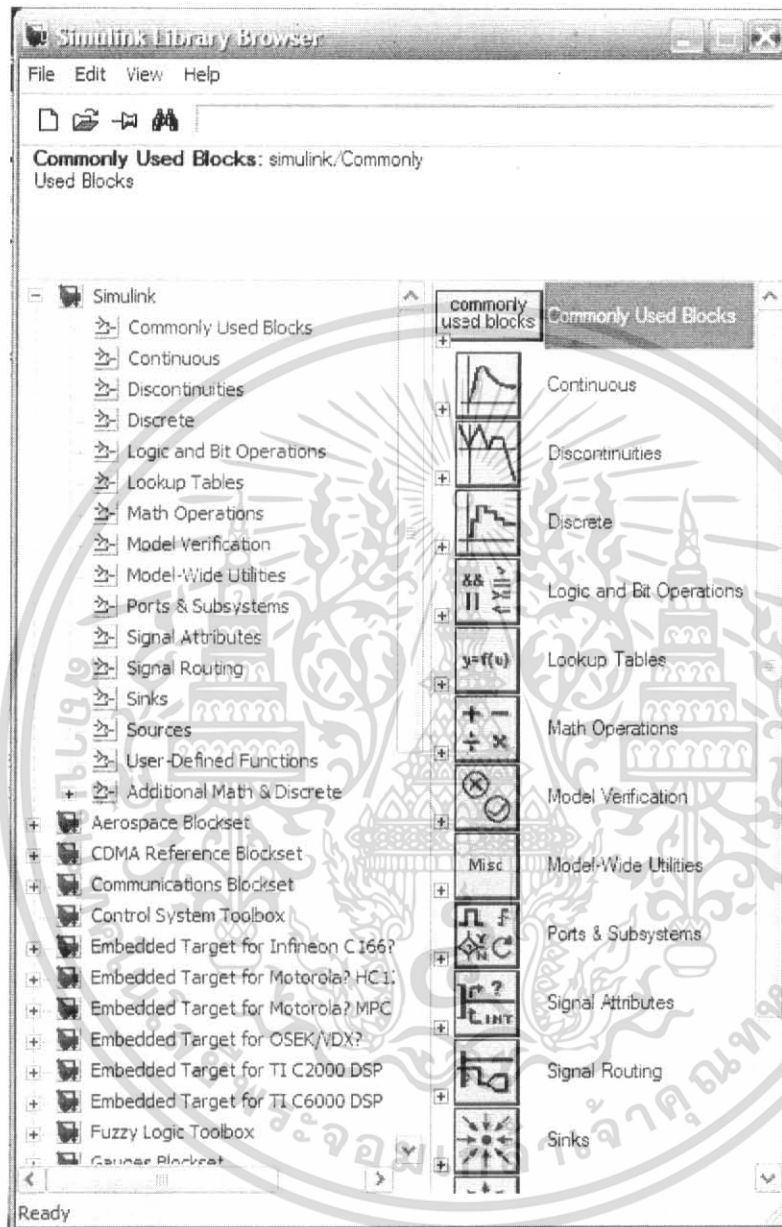 Simulink Library Browser
File Edit View Help
Commonly Used Blocks: simulink/Commonly
Used Blocks
Simulink
Commonly Used Blocks
Continuous
Discontinuities
Discrete
Logic and Bit Operations
Lookup Tables
Math Operations
Model Verification
Model-Wide Utilities
Ports & Subsystems
Signal Attributes
Signal Routing
Sinks
Sources
User-Defined Functions
Additional Math & Discrete
Aerospace Blockset
CDMA Reference Blockset
Communications Blockset
Control System Toolbox
Embedded Target for Infineon C166?
Embedded Target for Motorola? HC1
Embedded Target for Motorola? MPC
Embedded Target for OSEK/VDX?
Embedded Target for TI C2000 DSP
Embedded Target for TI C6000 DSP
Fuzzy Logic Toolbox
Gauges Blockset
commonly
used blocks
Commonly Used Blocks
Continuous
Discontinuities
Discrete
&&
||
Logic and Bit Operations
y=f(u)
Lookup Tables
+ −
÷ ×
Math Operations
Model Verification
Misc
Model-Wide Utilities
Ports & Subsystems
?
INT
Signal Attributes
Signal Routing
Sinks
Ready